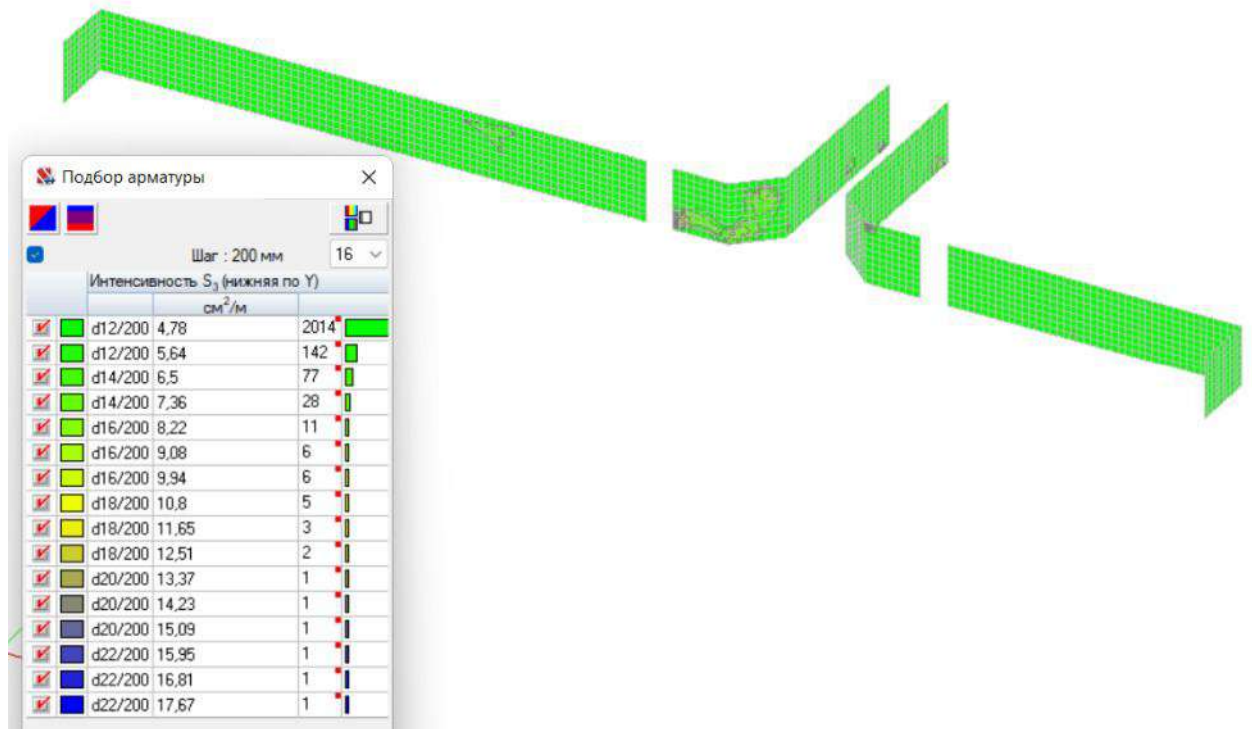 Подбор арматуры
Шаг : 200 мм 16
Интенсивность S3 (нижняя по Y)
см2/м
d12/200 4,78 2014
d12/200 5,64 142
d14/200 6,5 77
d14/200 7,36 28
d16/200 8,22 11
d16/200 9,08 6
d16/200 9,94 6
d18/200 10,8 5
d18/200 11,65 3
d18/200 12,51 2
d20/200 13,37 1
d20/200 14,23 1
d20/200 15,09 1
d22/200 15,95 1
d22/200 16,81 1
d22/200 17,67 1